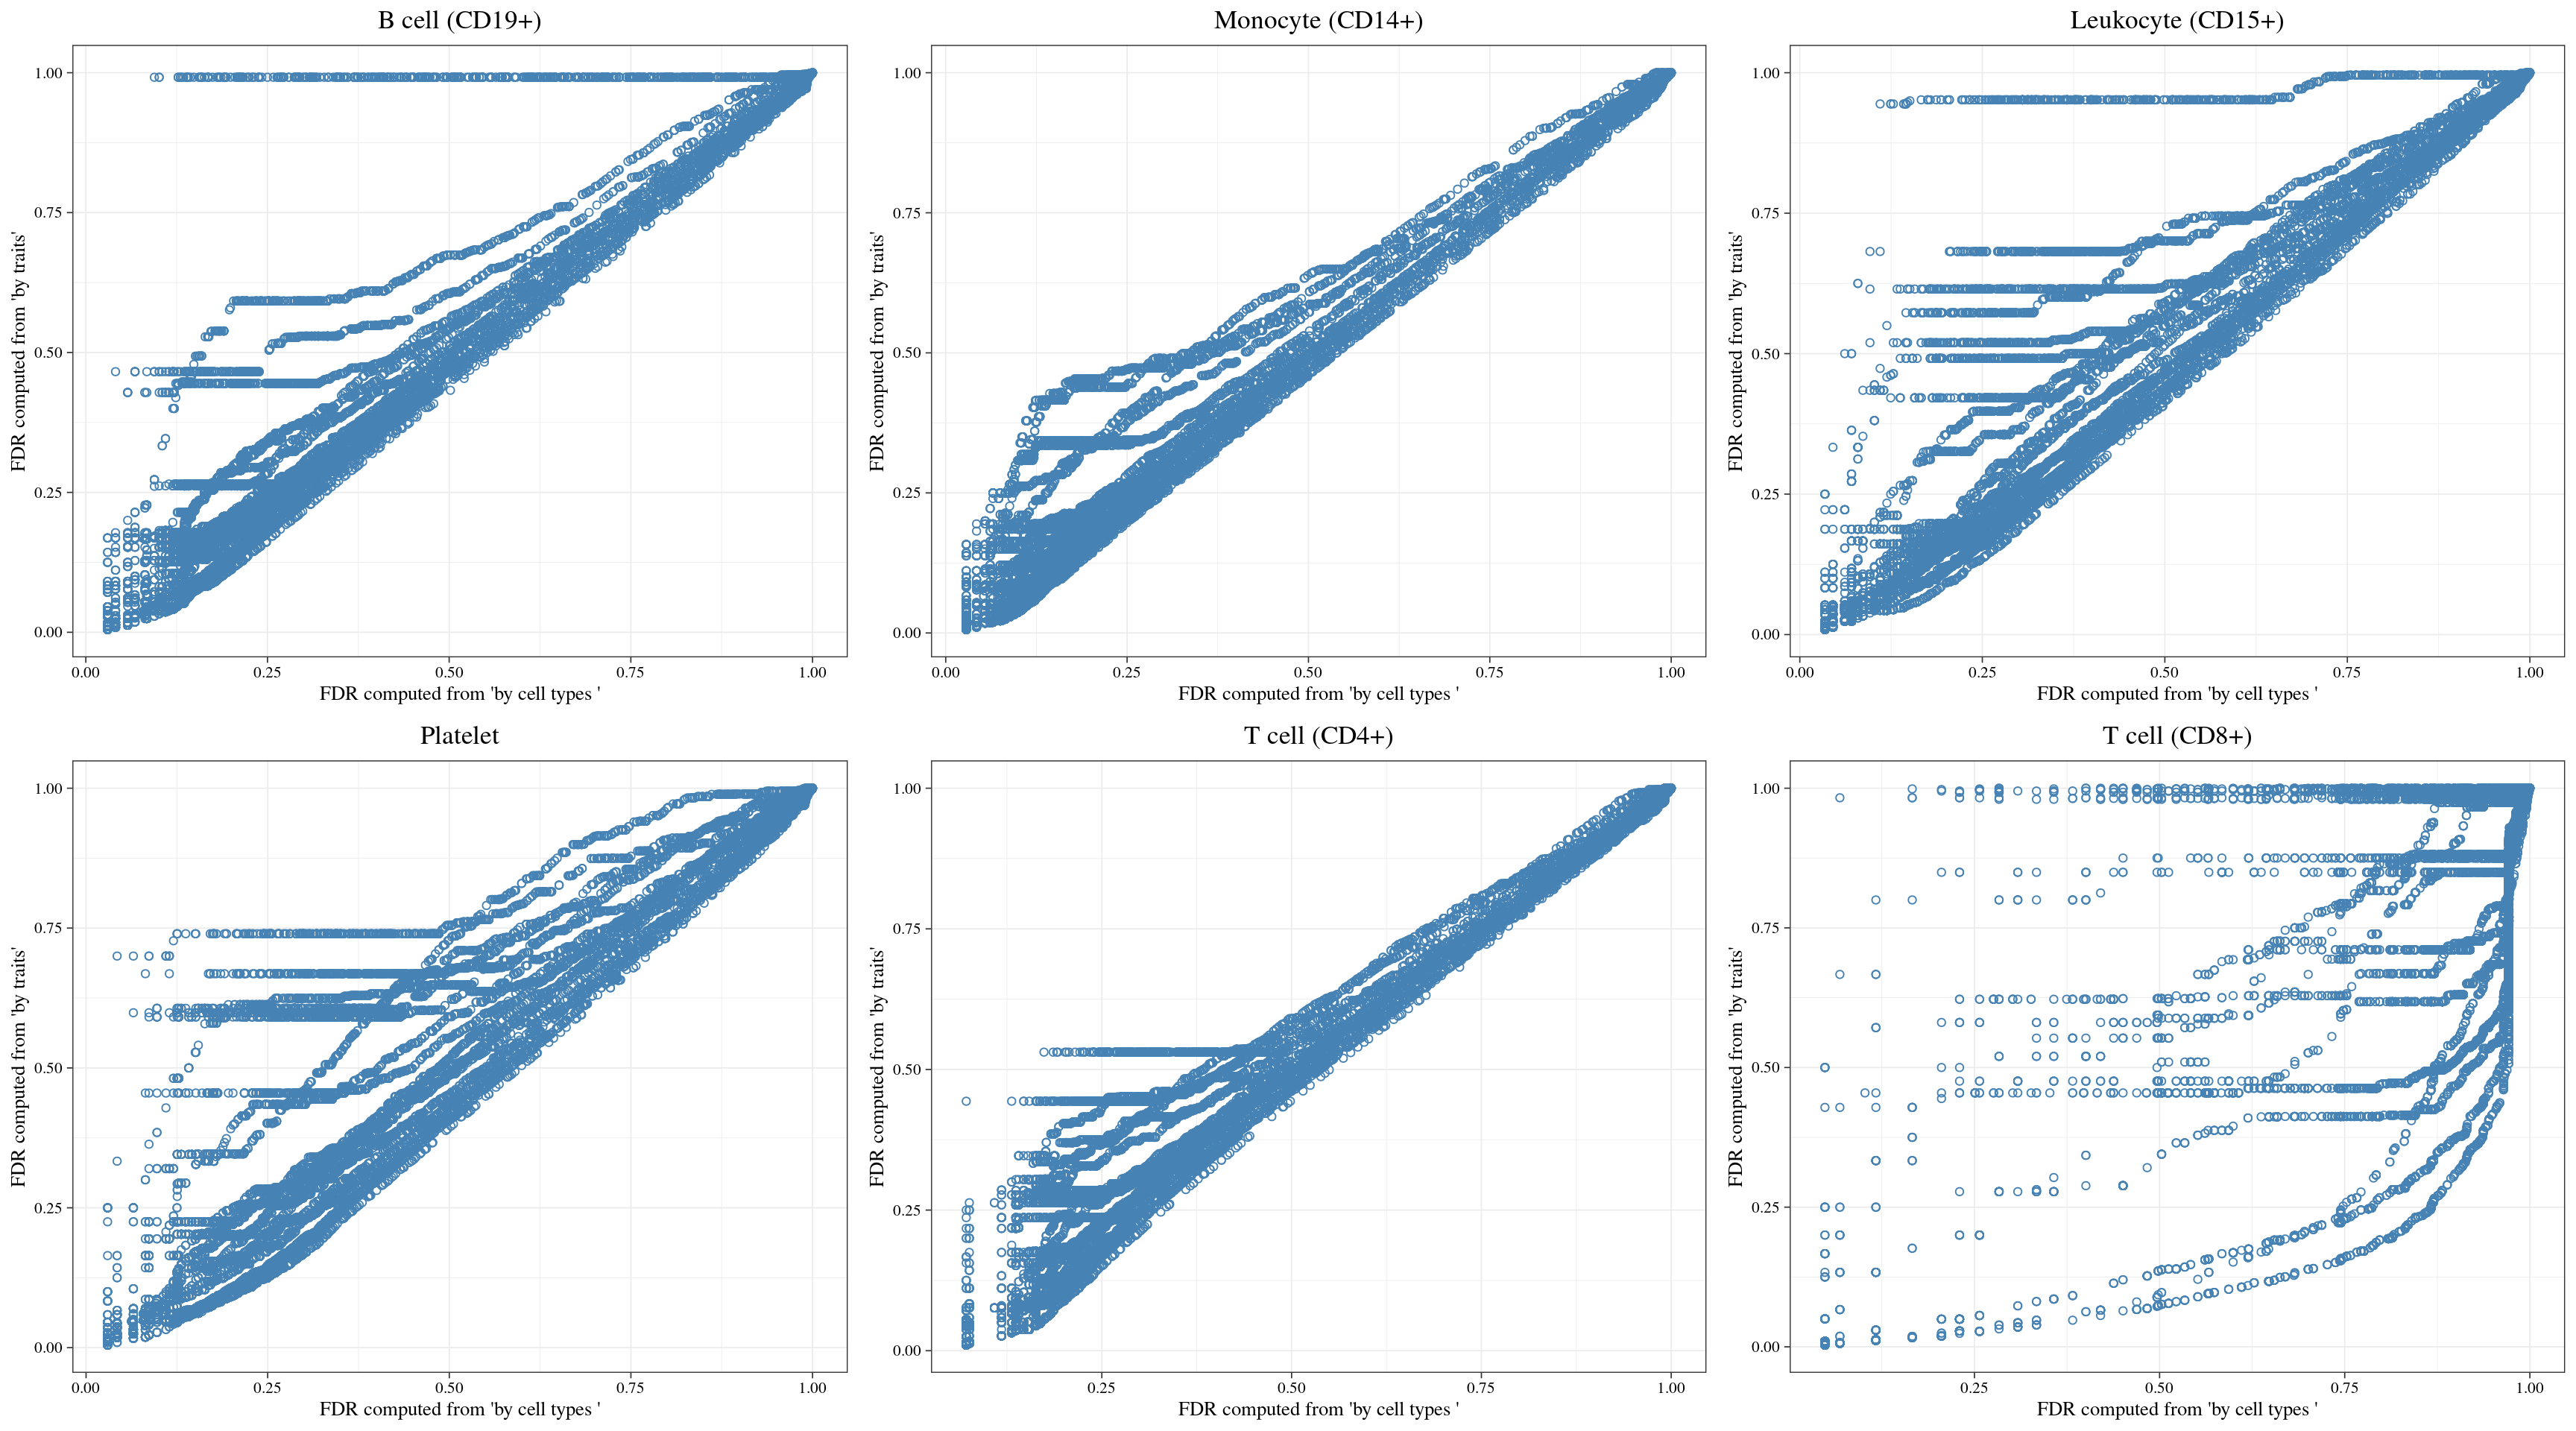 B cell (CD19+)
Monocyte (CD14+)
Leukocyte (CD15+)
FDR computed from 'by traits'
1.00
0.75
0.50
0.25
0.00
0.00 0.25 0.50 0.75 1.00
FDR computed from 'by cell types '
FDR computed from 'by traits'
1.00
0.75
0.50
0.25
0.00
0.00 0.25 0.50 0.75 1.00
FDR computed from 'by cell types '
FDR computed from 'by traits'
1.00
0.75
0.50
0.25
0.00
0.00 0.25 0.50 0.75 1.00
FDR computed from 'by cell types '
Platelet
T cell (CD4+)
T cell (CD8+)
FDR computed from 'by traits'
1.00
0.75
0.50
0.25
0.00
0.00 0.25 0.50 0.75 1.00
FDR computed from 'by cell types '
FDR computed from 'by traits'
1.00
0.75
0.50
0.25
0.00
0.25 0.50 0.75 1.00
FDR computed from 'by cell types '
FDR computed from 'by traits'
1.00
0.75
0.50
0.25
0.00
0.25 0.50 0.75 1.00
FDR computed from 'by cell types '